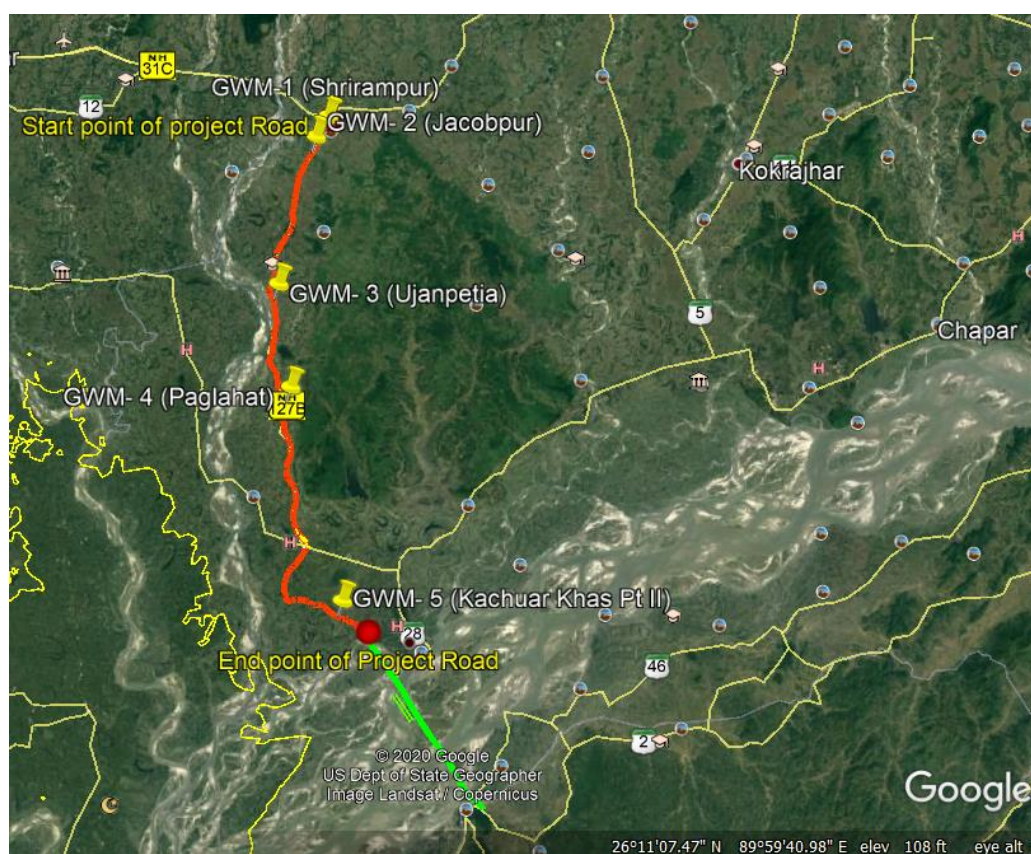 NH
31C
12
GWM-1 (Shrirampur)
Start point of project Road
GWM- 2 (Jacobpur)
Kokrajhar
GWM- 3 (Ujanpetia)
5
Chapar
GWM- 4 (Paglahat)
NH
GWM- 5 (Kachuar Khas Pt II)
28
End point of Project Road
46
2
© 2020 Google
US Dept of State Geographer
Image Landsat / Copernicus
Google
26°11'07.47" N 89°59'40.98" E elev 108 ft eye alt